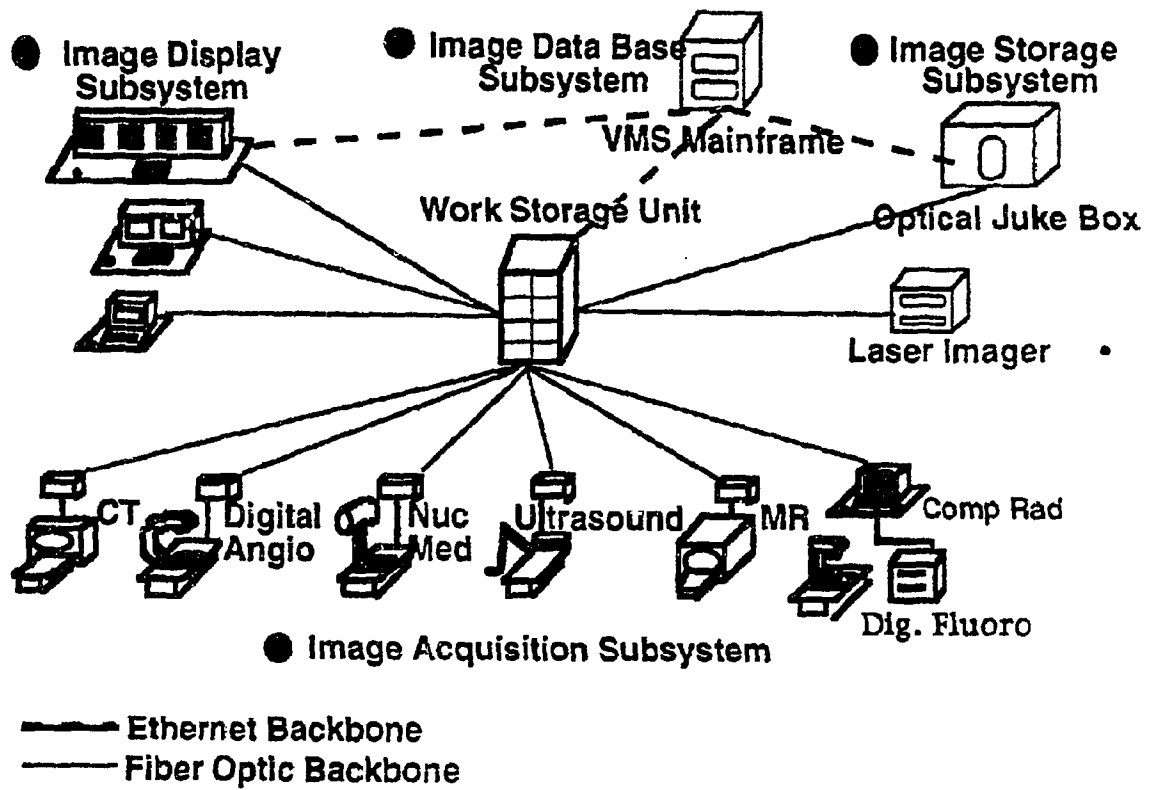 Image Display
Subsystem
Image Data Base
Subsystem
Image Storage
Subsystem
VMS Mainframe
Work Storage Unit
Optical Juke Box
Laser Imager
CT
Digital
Angio
Nuc
Med
Ultrasound
MR
Comp Rad
Dig. Fluoro
Image Acquisition Subsystem
Ethernet Backbone
Fiber Optic Backbone